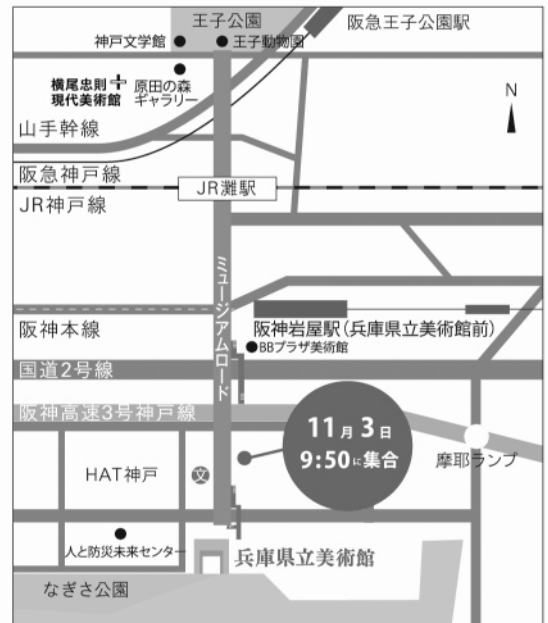 王子公園
阪急王子公園駅
神戸文学館
王子動物園
横尾忠則
現代美術館
原田の森
ギャラリー
N
山手幹線
阪急神戸線
JR灘駅
JR神戸線
ミュージアムロード
阪神本線
阪神岩屋駅(兵庫県立美術館前)
BBプラザ美術館
国道2号線
阪神高速3号神戸線
11月3日
9:50に集合
摩耶ランプ
HAT神戸
文
人と防災未来センター
兵庫県立美術館
なぎさ公園